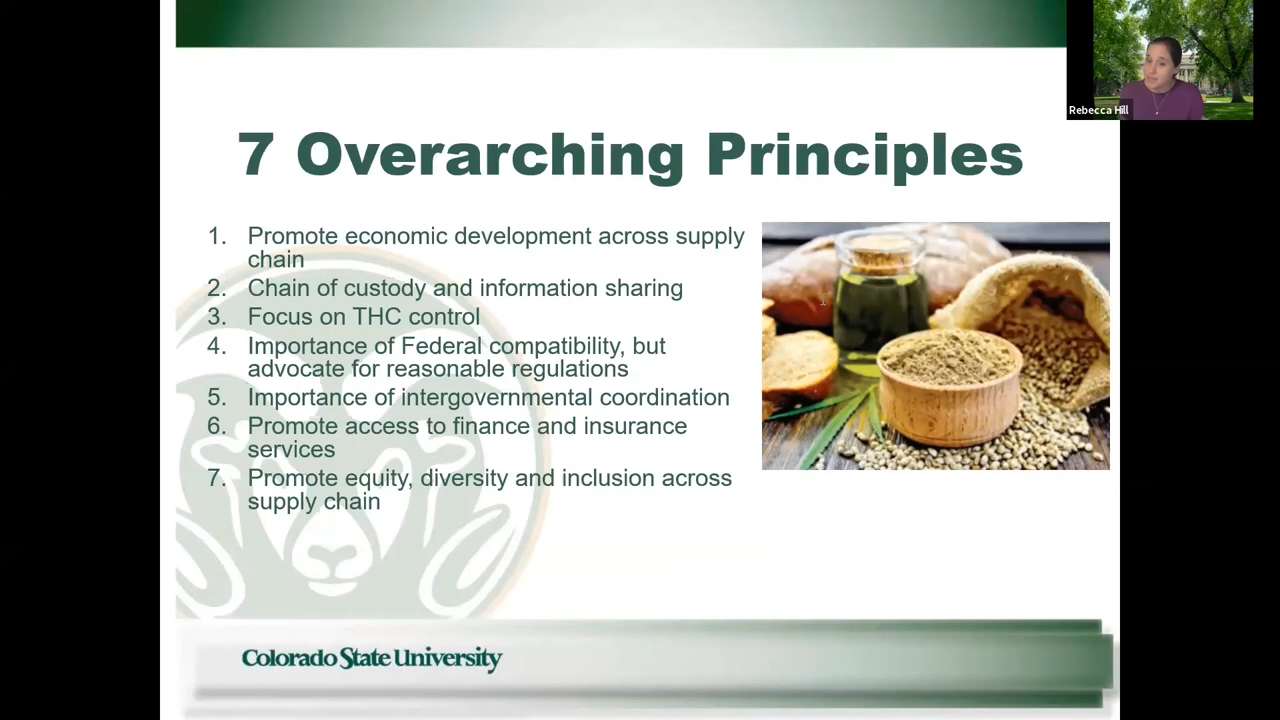 Rebecca Hill
7 Overarching Principles
1. Promote economic development across supply
chain
2. Chain of custody and information sharing
3. Focus on THC control
4. Importance of Federal compatibility, but
advocate for reasonable regulations
5. Importance of intergovernmental coordination
6. Promote access to finance and insurance
services
7. Promote equity, diversity and inclusion across
supply chain
Colorado State University